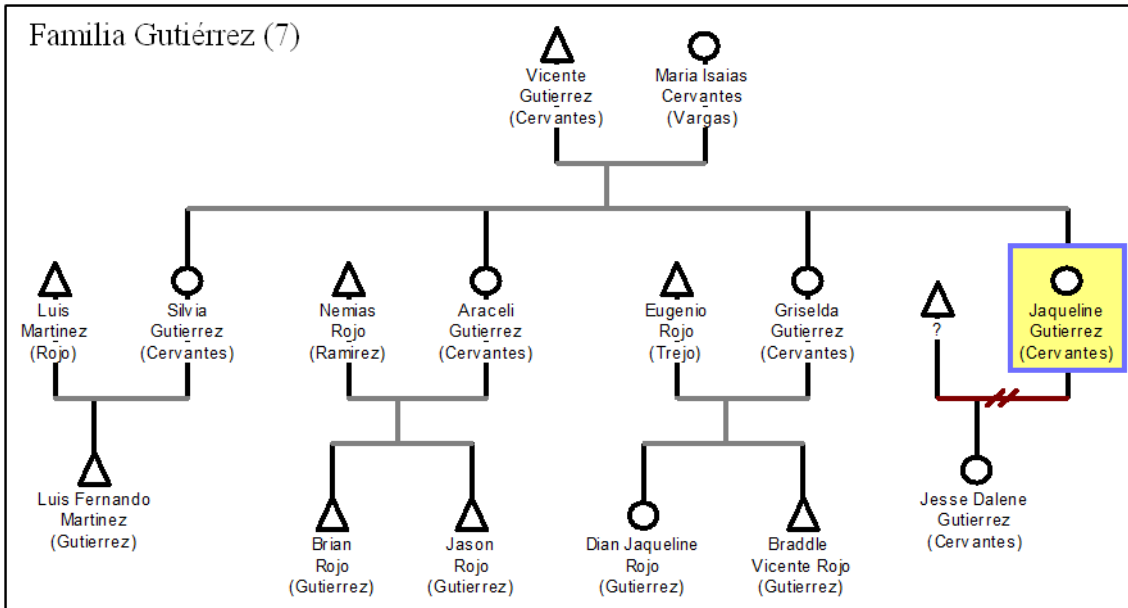 Familia Gutiérrez (7)
Vicente
Gutierrez
(Cervantes)
Maria Isaias
Cervantes
(Vargas)
Luis
Martinez
(Rojo)
Silvia
Gutierrez
(Cervantes)
Nemias
Rojo
(Ramirez)
Araceli
Gutierrez
(Cervantes)
Eugenio
Rojo
(Trejo)
Griselda
Gutierrez
(Cervantes)
?
Jaqueline
Gutierrez
(Cervantes)
Luis Fernando
Martinez
(Gutierrez)
Brian
Rojo
(Gutierrez)
Jason
Rojo
(Gutierrez)
Dian Jaqueline
Rojo
(Gutierrez)
Braddle
Vicente Rojo
(Gutierrez)
Jesse Dalene
Gutierrez
(Cervantes)